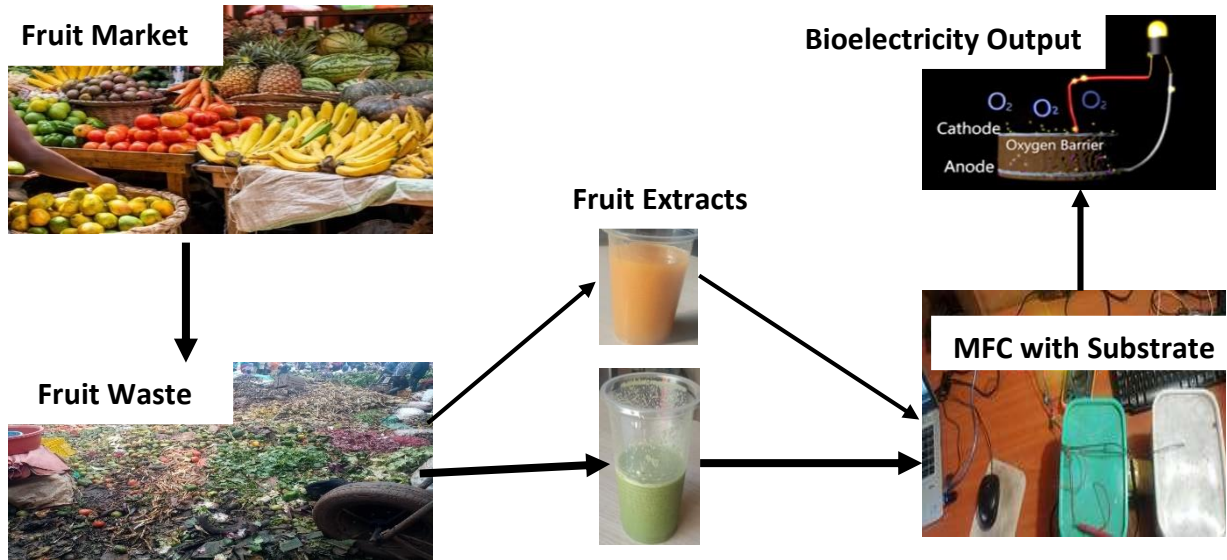 Fruit Market
Bioelectricity Output
O₂
O₂
O₂
Cathode
Oxygen Barrier
Anode
Fruit Extracts
MFC with Substrate
Fruit Waste